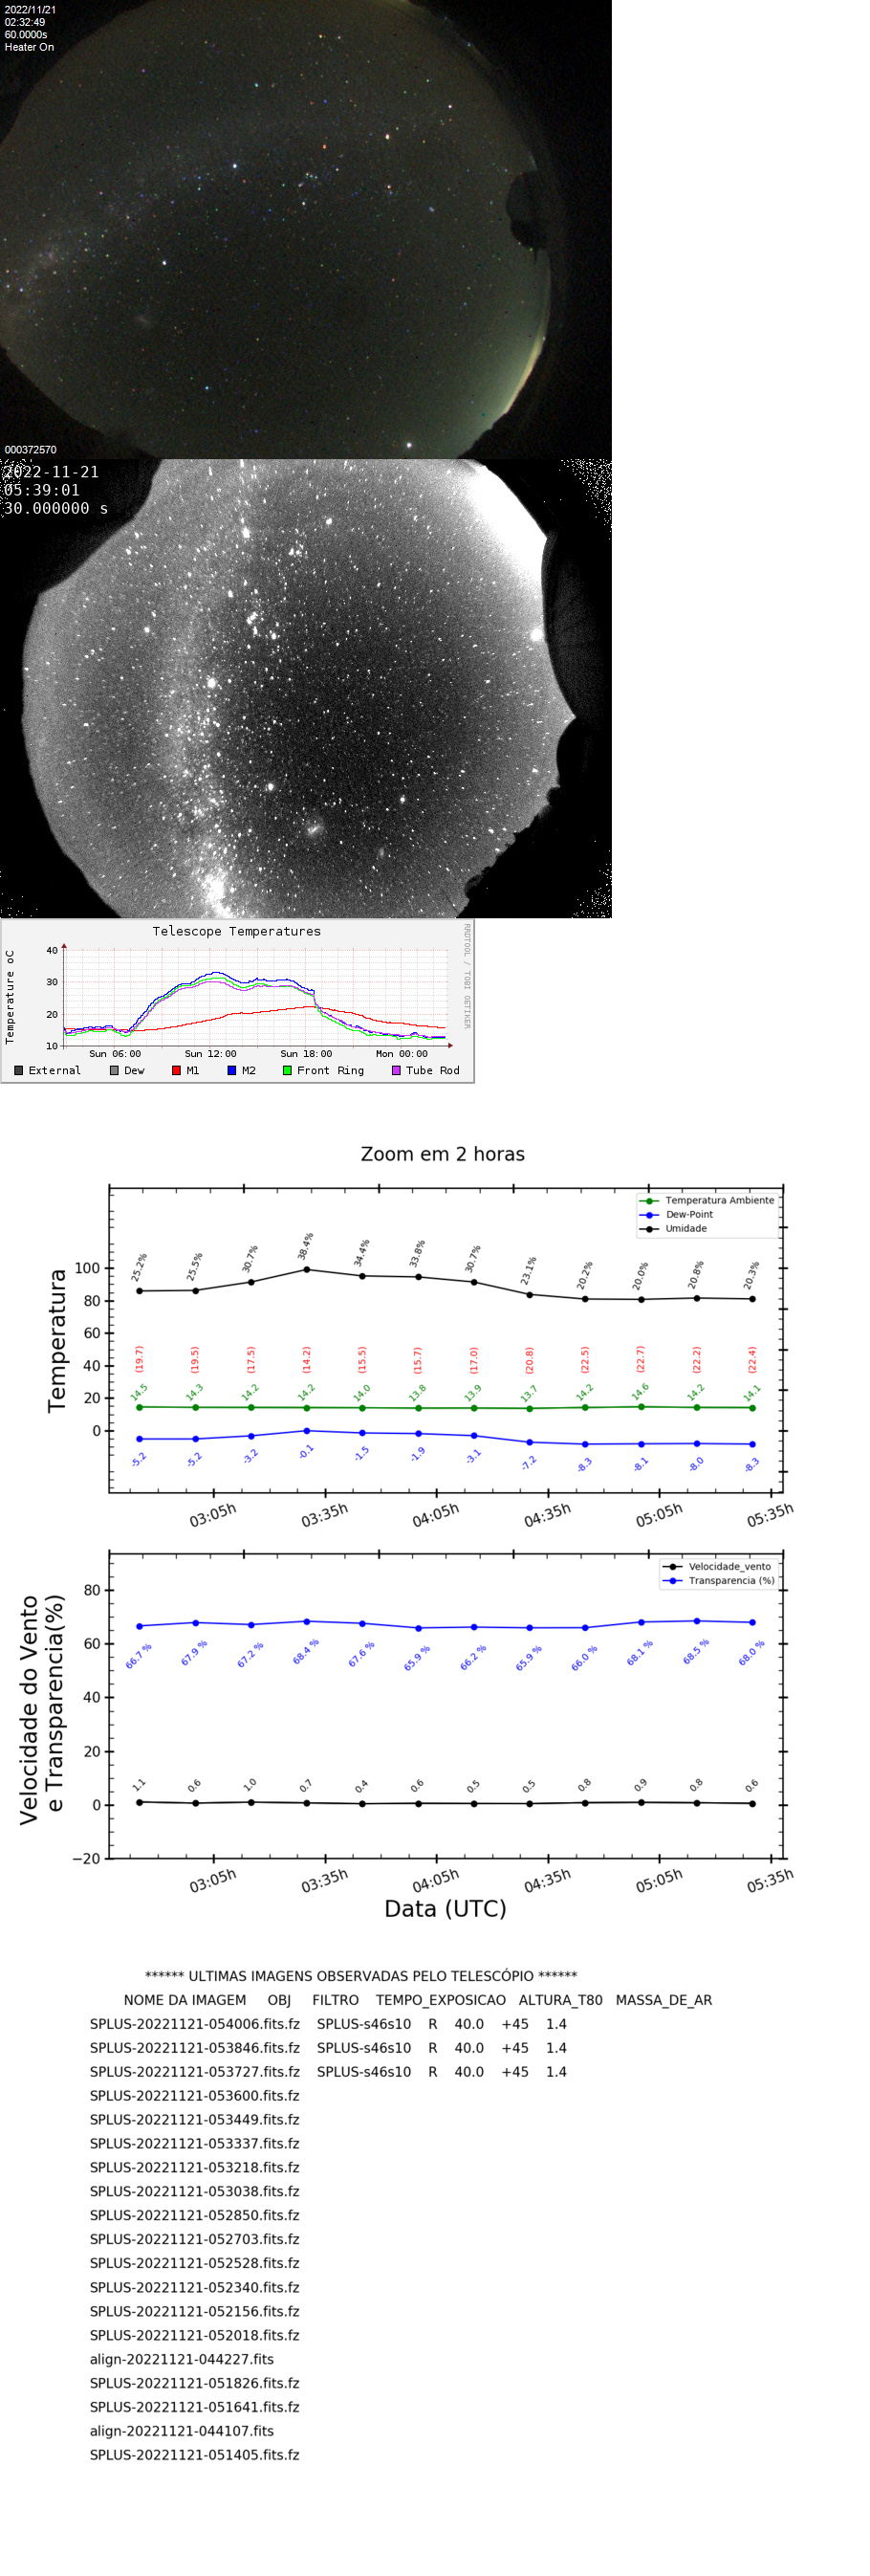 2022/11/21
02:32:49
60.0000s
Heater On
000372570
2022-11-21
05:39:01
30.000000 s
Telescope Temperatures
RRDTOOL / TOBI OETIKER
Temperature oC
40
30
20
10
Sun 06:00 Sun 12:00 Sun 18:00 Mon 00:00
External Dew M1 M2 Front Ring Tube Rod
Zoom em 2 horas
Temperatura Ambiente
Dew-Point
Umidade
Temperatura
100
80
60
40
20
0
25.2% 25.5% 30.7% 38.4% 34.4% 33.8% 30.7% 23.1% 20.2% 20.0% 20.8% 20.3%
(19.7) (19.5) (17.5) (14.2) (15.5) (15.7) (17.0) (20.8) (22.5) (22.7) (22.2) (22.4)
14.5 14.3 14.2 14.2 14.0 13.8 13.9 13.7 14.2 14.6 14.2 14.1
-5.2 -5.2 -3.2 -0.1 -1.5 -1.9 -3.1 -7.2 -8.3 -8.1 -8.0 -8.3
03:05h 03:35h 04:05h 04:35h 05:05h 05:35h
Velocidade_vento
Transparencia (%)
Velocidade do Vento
e Transparencia(%)
80
60
40
20
0
−20
66.7 % 67.9 % 67.2 % 68.4 % 67.6 % 65.9 % 66.2 % 65.9 % 66.0 % 68.1 % 68.5 % 68.0 %
1.1 0.6 1.0 0.7 0.4 0.6 0.5 0.5 0.8 0.9 0.8 0.6
03:05h 03:35h 04:05h 04:35h 05:05h 05:35h
Data (UTC)
****** ULTIMAS IMAGENS OBSERVADAS PELO TELESCÓPIO ******
NOME DA IMAGEM OBJ FILTRO TEMPO_EXPOSICAO ALTURA_T80 MASSA_DE_AR
SPLUS-20221121-054006.fits.fz SPLUS-s46s10 R 40.0 +45 1.4
SPLUS-20221121-053846.fits.fz SPLUS-s46s10 R 40.0 +45 1.4
SPLUS-20221121-053727.fits.fz SPLUS-s46s10 R 40.0 +45 1.4
SPLUS-20221121-053600.fits.fz
SPLUS-20221121-053449.fits.fz
SPLUS-20221121-053337.fits.fz
SPLUS-20221121-053218.fits.fz
SPLUS-20221121-053038.fits.fz
SPLUS-20221121-052850.fits.fz
SPLUS-20221121-052703.fits.fz
SPLUS-20221121-052528.fits.fz
SPLUS-20221121-052340.fits.fz
SPLUS-20221121-052156.fits.fz
SPLUS-20221121-052018.fits.fz
align-20221121-044227.fits
SPLUS-20221121-051826.fits.fz
SPLUS-20221121-051641.fits.fz
align-20221121-044107.fits
SPLUS-20221121-051405.fits.fz